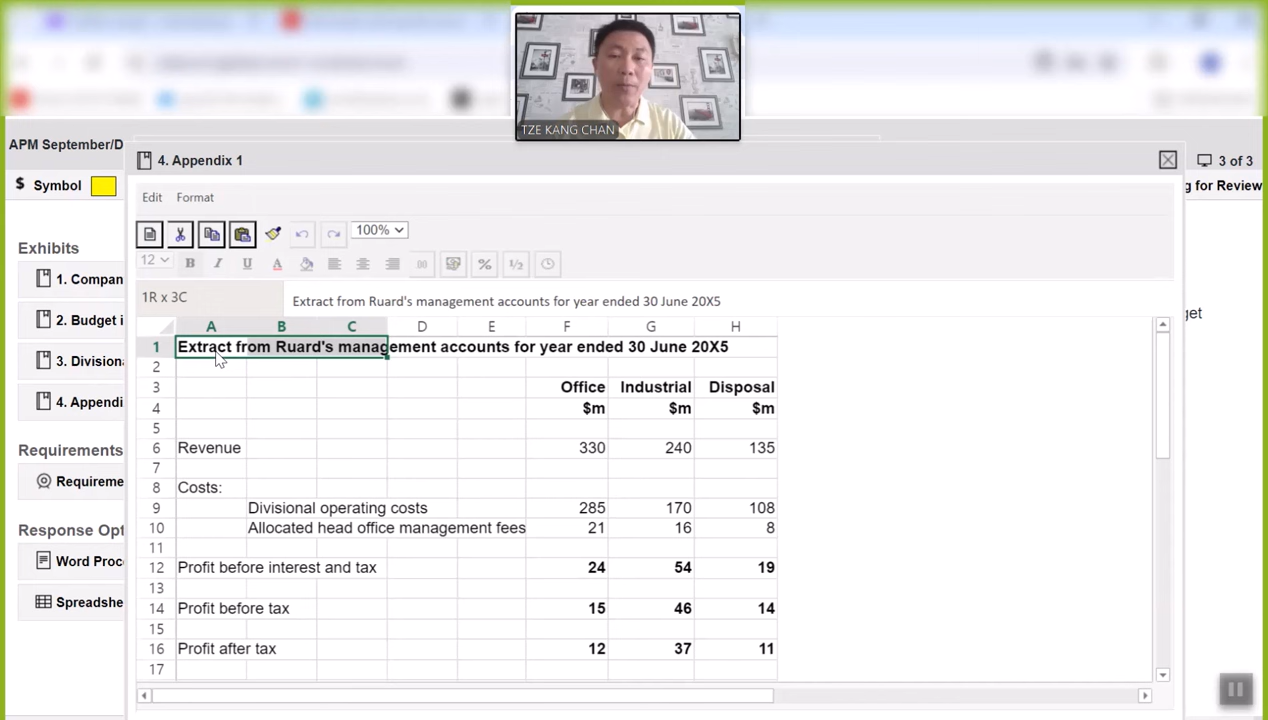 TZE KANG CHAN
APM September/D
4. Appendix 1
3 of 3
$ Symbol
g for Review
Edit Format
100%
12 B I U A 00 % 1/2
Exhibits
1. Compan
2. Budget i
3. Divisiona
4. Appendi
Requirements
Requireme
Response Opt
Word Proc
Spreadshe
get
1R x 3C Extract from Ruard's management accounts for year ended 30 June 20X5
A B C D E F G H
1 Extract from Ruard's management accounts for year ended 30 June 20X5
2
3 Office Industrial Disposal
4 $m $m $m
5
6 Revenue 330 240 135
7
8 Costs:
9 Divisional operating costs 285 170 108
10 Allocated head office management fees 21 16 8
11
12 Profit before interest and tax 24 54 19
13
14 Profit before tax 15 46 14
15
16 Profit after tax 12 37 11
17